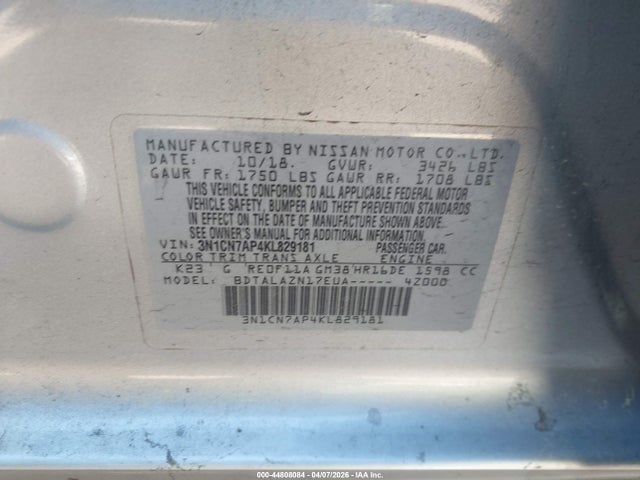 MANUFACTURED BY NISSAN MOTOR CO., LTD.
DATE: 10/18 GVWR: 3426 LBS
GAWR FR: 1750 LBS GAWR RR: 1708 LBS
THIS VEHICLE CONFORMS TO ALL APPLICABLE FEDERAL MOTOR
VEHICLE SAFETY, BUMPER AND THEFT PREVENTION STANDARDS
IN EFFECT ON THE DATE OF MANUFACTURE SHOWN ABOVE.
SEE OWNER'S MANUAL FOR ADDITIONAL INFORMATION.
VIN: 3N1CN7AP4KL829181 PASSENGER CAR.
COLOR TRIM TRANS AXLE ENGINE
K23 G RE0F11A GM38 HR16DE 1598 CC
MODEL: BDTALAZN17EUA----- 4Z000
3N1CN7AP4KL829181
000-44808084 | 04/07/2026 | IAA Inc.